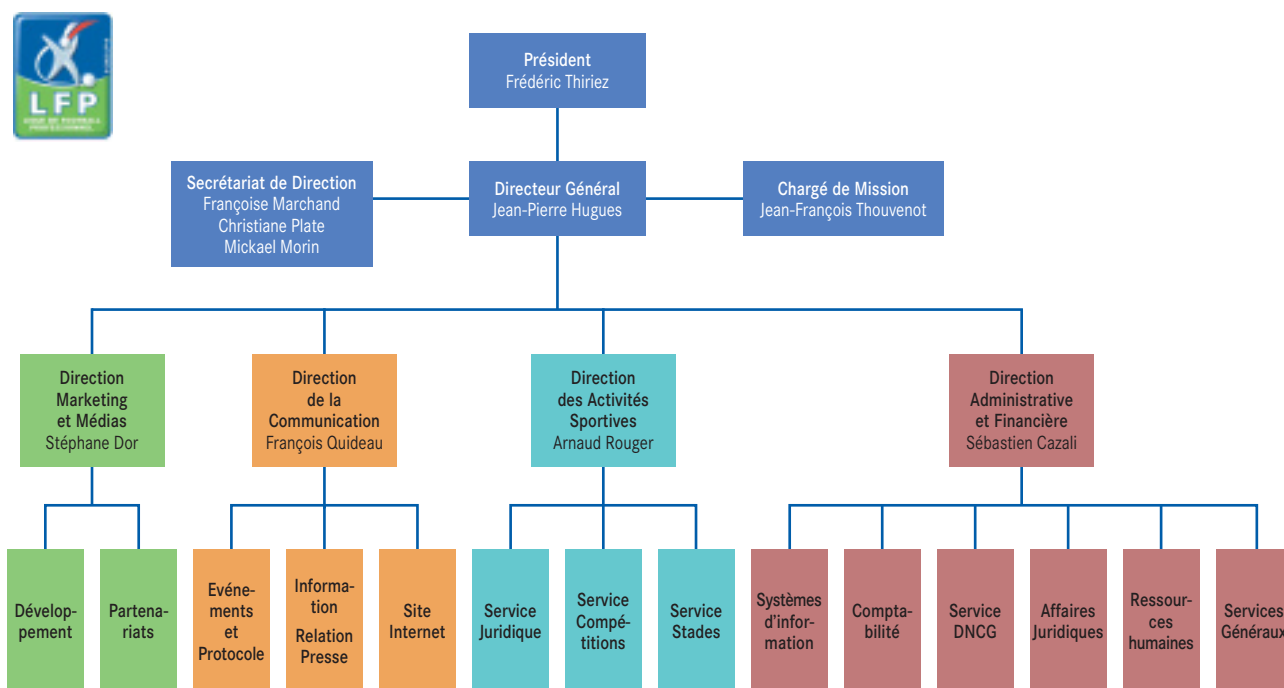 LFP
LIGUE DE FOOTBALL
PROFESSIONNEL
Président
Frédéric Thiriez
Secrétariat de Direction
Françoise Marchand
Christiane Plate
Mickael Morin
Directeur Général
Jean-Pierre Hugues
Chargé de Mission
Jean-François Thouvenot
Direction
Marketing
et Médias
Stéphane Dor
Direction
de la
Communication
François Quideau
Direction
des Activités
Sportives
Arnaud Rouger
Direction
Administrative
et Financière
Sébastien Cazali
Dévelop-
pement
Partena-
riats
Evéne-
ments
et
Protocole
Informa-
tion
Relation
Presse
Site
Internet
Service
Juridique
Service
Compé-
titions
Service
Stades
Systèmes
d'infor-
mation
Compta-
bilité
Service
DNCG
Affaires
Juridiques
Ressour-
ces
humaines
Services
Généraux